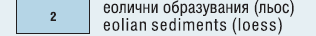 2
еолични образувания (льос)
eolian sediments (loess)